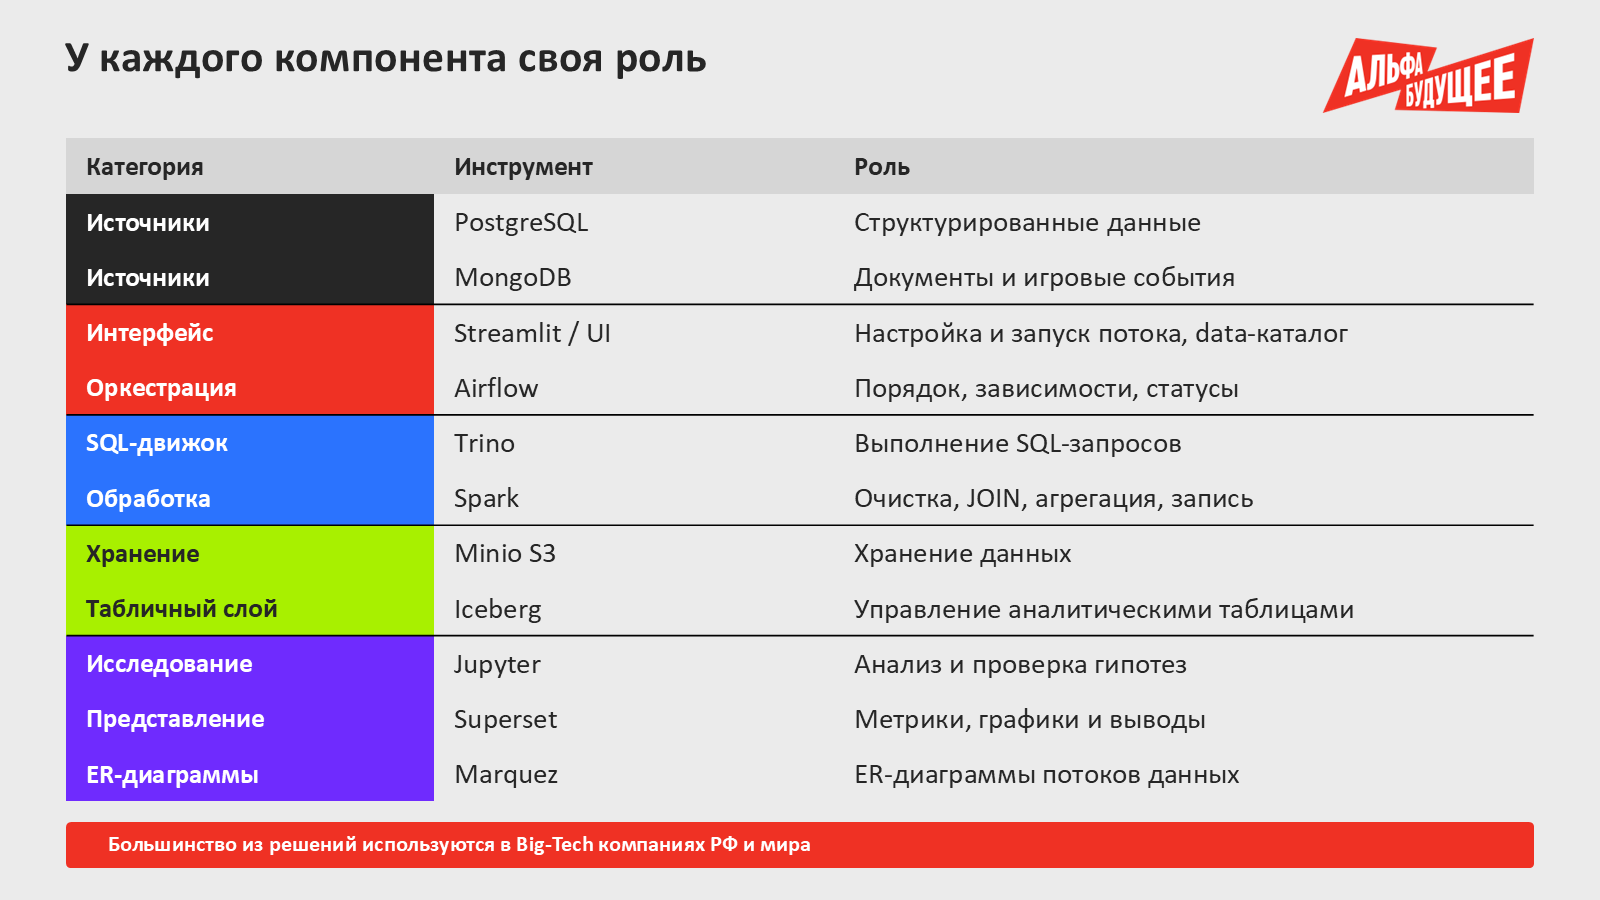 У каждого компонента своя роль
АЛЬФА
БУДУЩЕЕ
Категория Инструмент Роль
Источники PostgreSQL Структурированные данные
Источники MongoDB Документы и игровые события
Интерфейс Streamlit / UI Настройка и запуск потока, data-каталог
Оркестрация Airflow Порядок, зависимости, статусы
SQL-движок Trino Выполнение SQL-запросов
Обработка Spark Очистка, JOIN, агрегация, запись
Хранение Minio S3 Хранение данных
Табличный слой Iceberg Управление аналитическими таблицами
Исследование Jupyter Анализ и проверка гипотез
Представление Superset Метрики, графики и выводы
ER-диаграммы Marquez ER-диаграммы потоков данных
Большинство из решений используются в Big-Tech компаниях РФ и мира